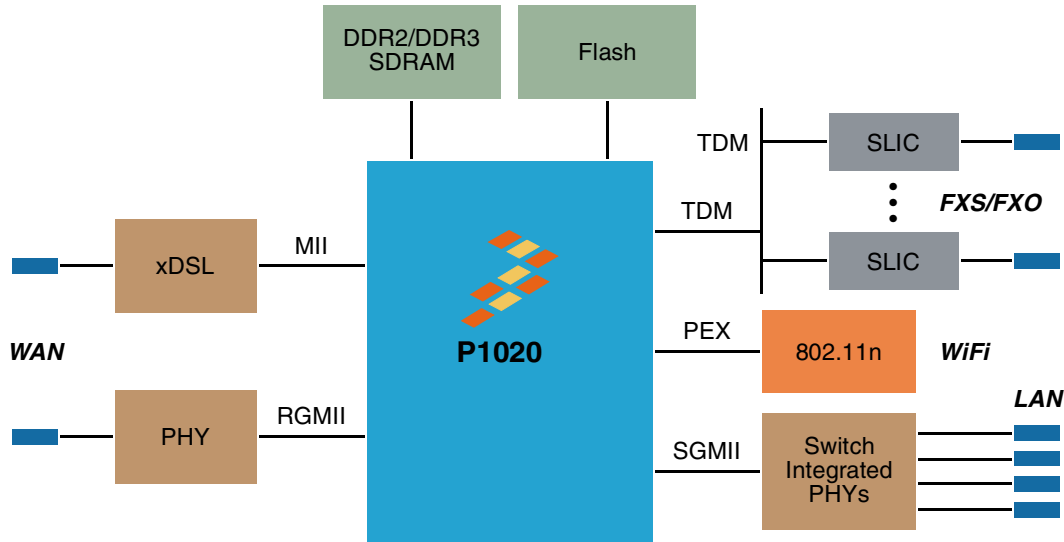 DDR2/DDR3
SDRAM
Flash
TDM
SLIC
TDM
FXS/FXO
SLIC
MII
xDSL
P1020
WAN
PEX
802.11n
WiFi
LAN
RGMII
PHY
SGMII
Switch
Integrated
PHYs